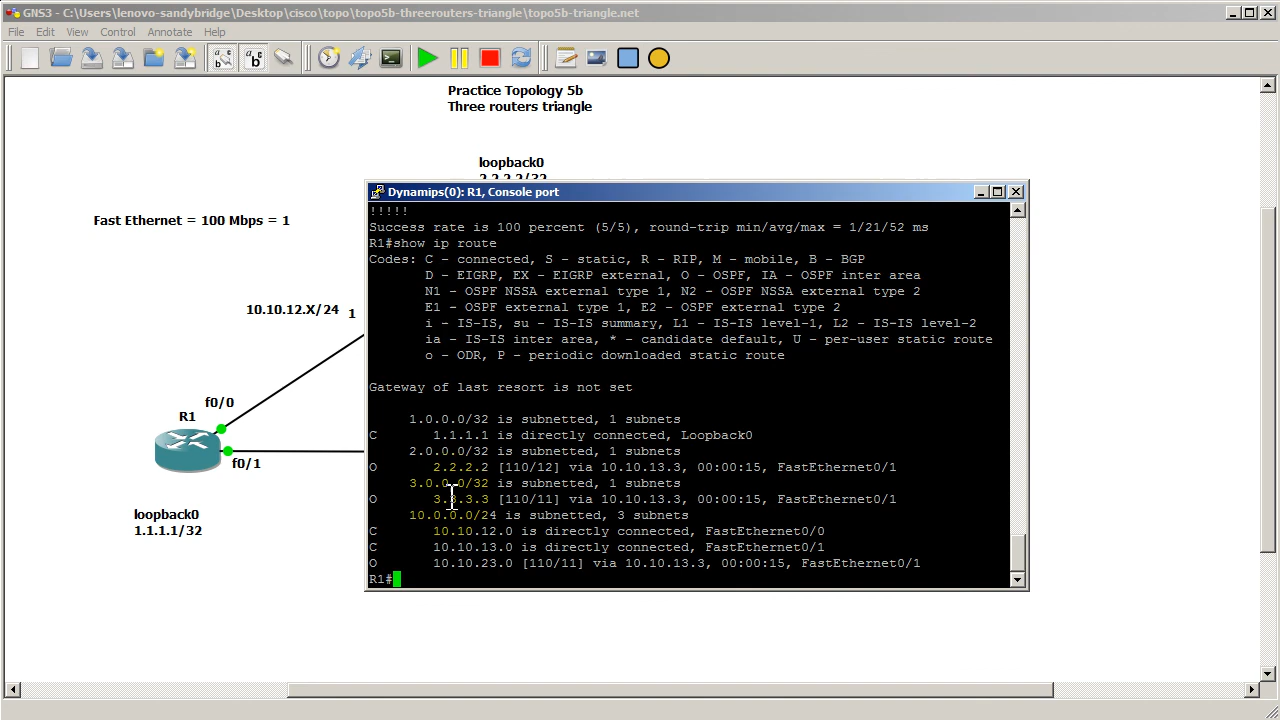 GNS3 - C:\Users\lenovo-sandybridge\Desktop\cisco\topo\topo5b-threerouters-triangle\topo5b-triangle.net
File Edit View Control Annotate Help
Practice Topology 5b
Three routers triangle
loopback0
2.2.2.2/32
Fast Ethernet = 100 Mbps = 1
10.10.12.X/24 1
f0/0
R1
f0/1
loopback0
1.1.1.1/32
Dynamips(0): R1, Console port
!!!!!
Success rate is 100 percent (5/5), round-trip min/avg/max = 1/21/52 ms
R1#show ip route
Codes: C - connected, S - static, R - RIP, M - mobile, B - BGP
D - EIGRP, EX - EIGRP external, O - OSPF, IA - OSPF inter area
N1 - OSPF NSSA external type 1, N2 - OSPF NSSA external type 2
E1 - OSPF external type 1, E2 - OSPF external type 2
i - IS-IS, su - IS-IS summary, L1 - IS-IS level-1, L2 - IS-IS level-2
ia - IS-IS inter area, * - candidate default, U - per-user static route
o - ODR, P - periodic downloaded static route
Gateway of last resort is not set
1.0.0.0/32 is subnetted, 1 subnets
C 1.1.1.1 is directly connected, Loopback0
2.0.0.0/32 is subnetted, 1 subnets
O 2.2.2.2 [110/12] via 10.10.13.3, 00:00:15, FastEthernet0/1
3.0.0.0/32 is subnetted, 1 subnets
O 3.3.3.3 [110/11] via 10.10.13.3, 00:00:15, FastEthernet0/1
10.0.0.0/24 is subnetted, 3 subnets
C 10.10.12.0 is directly connected, FastEthernet0/0
C 10.10.13.0 is directly connected, FastEthernet0/1
O 10.10.23.0 [110/11] via 10.10.13.3, 00:00:15, FastEthernet0/1
R1#